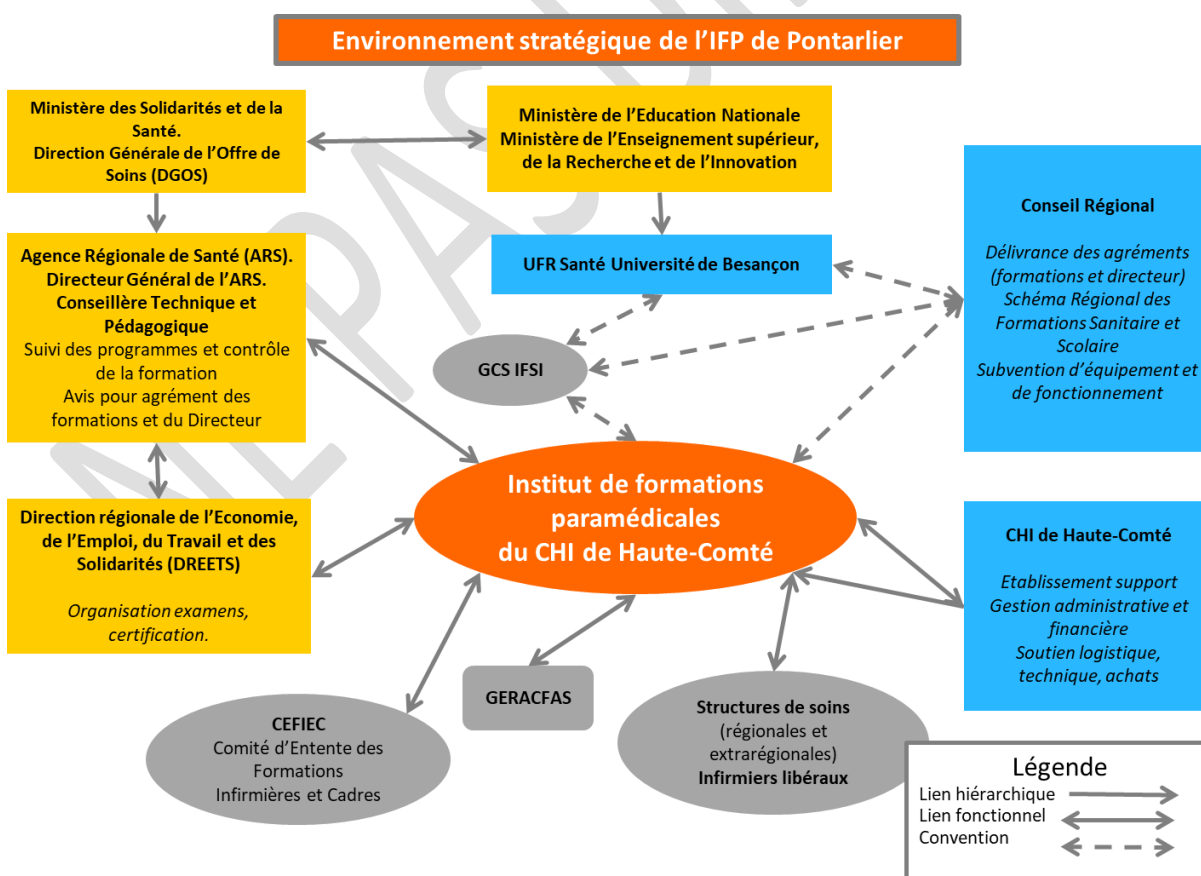 Environnement stratégique de l'IFP de Pontarlier
Ministère des Solidarités et de la
Santé.
Direction Générale de l'Offre de
Soins (DGOS)
Ministère de l'Education Nationale
Ministère de l'Enseignement supérieur,
de la Recherche et de l'Innovation
Conseil Régional
Délivrance des agréments
(formations et directeur)
Schéma Régional des
Formations Sanitaire et
Scolaire
Subvention d'équipement et
de fonctionnement
Agence Régionale de Santé (ARS).
Directeur Général de l'ARS.
Conseillère Technique et
Pédagogique
Suivi des programmes et contrôle
de la formation
Avis pour agrément des
formations et du Directeur
UFR Santé Université de Besançon
GCS IFSI
Institut de formations
paramédicales
du CHI de Haute-Comté
Direction régionale de l'Economie,
de l'Emploi, du Travail et des
Solidarités (DREETS)
Organisation examens,
certification.
CHI de Haute-Comté
Etablissement support
Gestion administrative et
financière
Soutien logistique,
technique, achats
CEFIEC
Comité d'Entente des
Formations
Infirmières et Cadres
GERACFAS
Structures de soins
(régionales et
extrarégionales)
Infirmiers libéraux
Légende
Lien hiérarchique
Lien fonctionnel
Convention